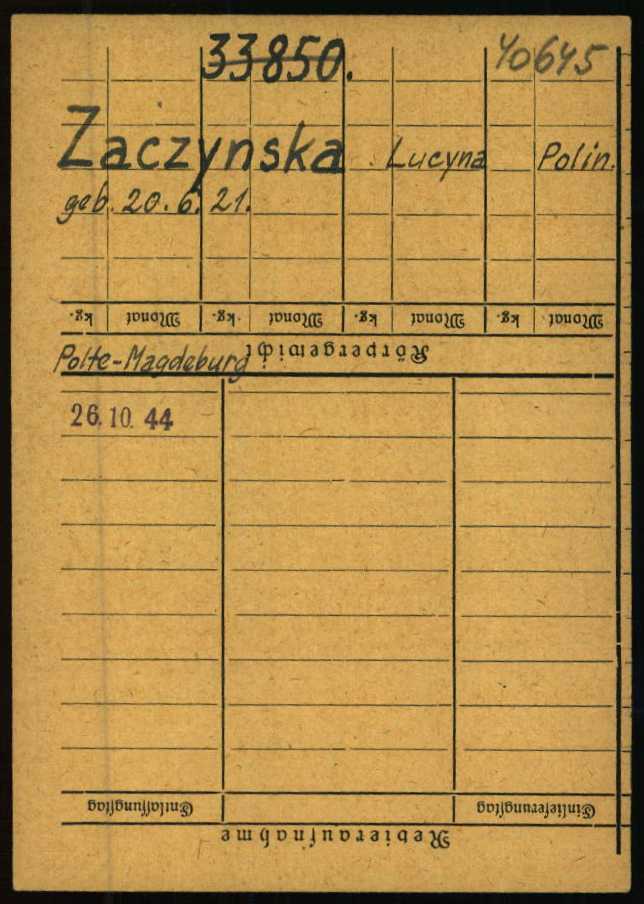 33850. 40645
Zaczynska Lucyna Polin.
geb. 20.6.21.
kg. Monat kg. Monat kg. Monat kg. Monat
Körpergewicht
Polte-Magdeburg
26.10.44
Entlassungstag Einlieferungstag
Revieraufnahme